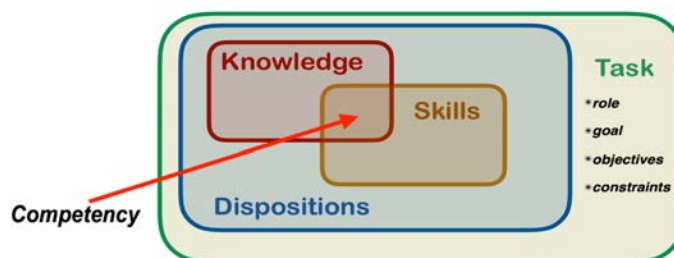 Knowledge
Skills
Dispositions
Competency
Task
*role
*goal
*objectives
*constraints